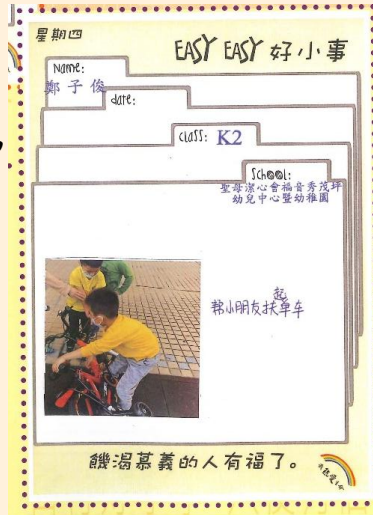 星期四
EASY EASY 好小事
Name:
鄭子俊
date:
class: K2
School:
聖母潔心會福音秀茂坪
幼兒中心暨幼稚園
起
帮小朋友扶单车
饑渴慕義的人有福了。